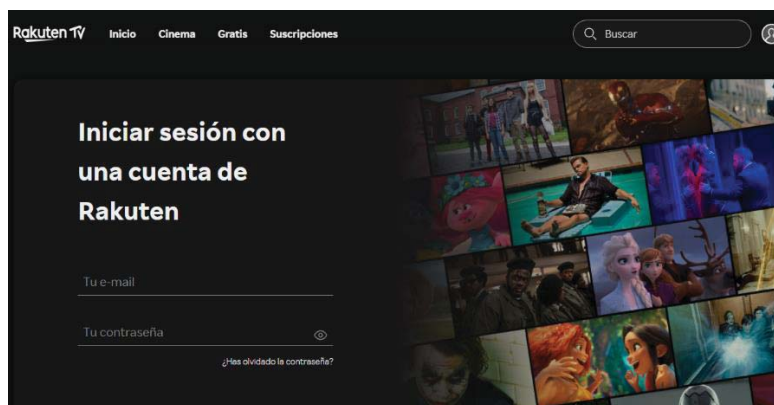 Rakuten TV Inicio Cinema Gratis Suscripciones Buscar
Iniciar sesión con
una cuenta de
Rakuten
Tu e-mail
Tu contraseña
¿Has olvidado la contraseña?